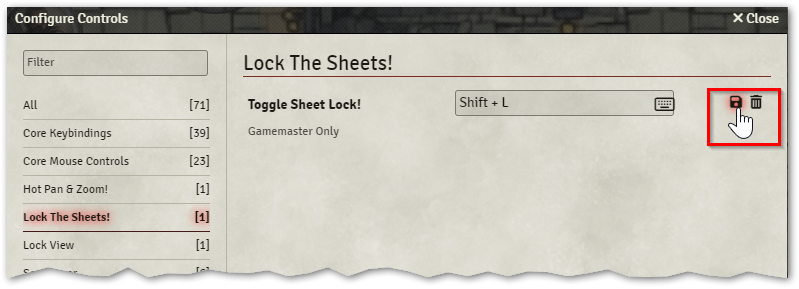 Configure Controls
Close
Filter
All [71]
Core Keybindings [39]
Core Mouse Controls [23]
Hot Pan & Zoom! [1]
Lock The Sheets! [1]
Lock View [1]
Lock The Sheets!
Toggle Sheet Lock!
Shift + L
Gamemaster Only